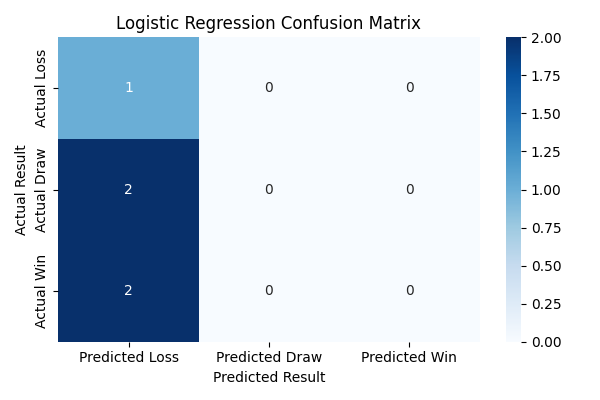 Logistic Regression Confusion Matrix
Actual Result
Actual Loss
Actual Draw
Actual Win
1 0 0
2 0 0
2 0 0
Predicted Loss Predicted Draw Predicted Win
Predicted Result
2.00
1.75
1.50
1.25
1.00
0.75
0.50
0.25
0.00